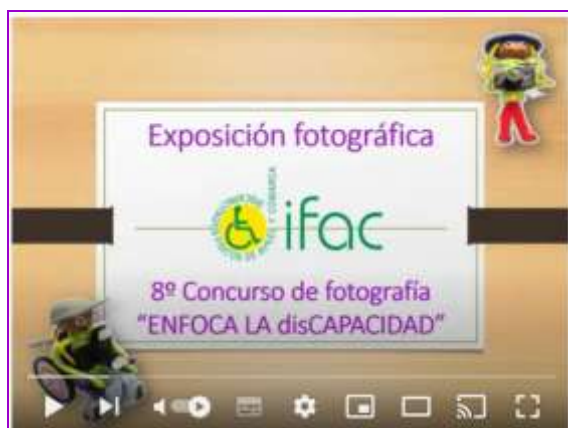 Exposición fotográfica
ifac
8º Concurso de fotografía
"ENFOCA LA disCAPACIDAD"